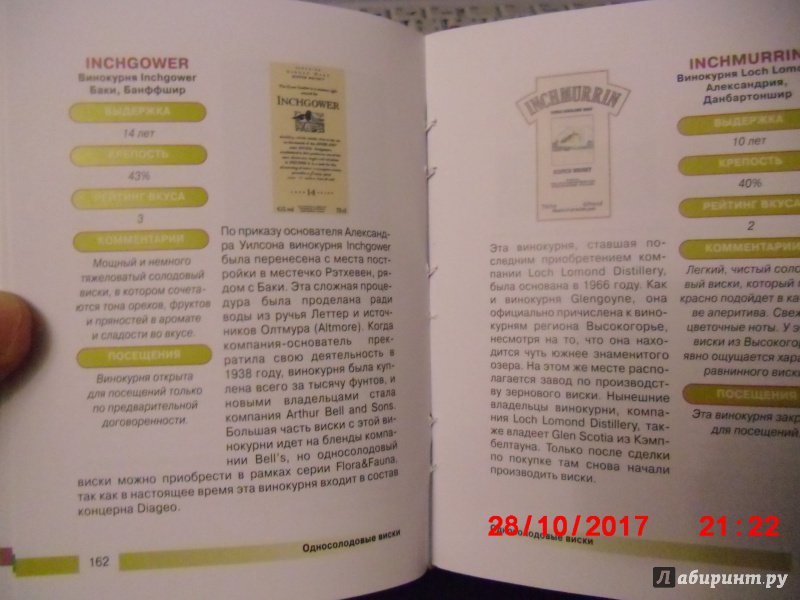 INCHGOWER
Винокурня Inchgower
Баки, Банффшир
ВЫДЕРЖКА
14 лет
КРЕПОСТЬ
43%
РЕЙТИНГ ВКУСА
3
КОММЕНТАРИИ
Мощный и немного
тяжеловатый солодовый
виски, в котором сочета-
ются тона орехов, фруктов
и пряностей в аромате
и сладости во вкусе.
ПОСЕЩЕНИЯ
Винокурня открыта
для посещений только
по предварительной
договоренности.
INCHGOWER
14
43% vol
70cl
По приказу основателя Александ-
ра Уилсона винокурня Inchgower
была перенесена с места пост-
ройки в местечко Рэтхевен, ря-
дом с Баки. Эта сложная проце-
дура была проделана ради
воды из ручья Леттер и источ-
ников Олтмура (Altmore). Когда
компания-основатель прек-
ратила свою деятельность в
1938 году, винокурня была куп-
лена всего за тысячу фунтов, и
новыми владельцами стала
компания Arthur Bell and Sons.
Большая часть виски с этой ви-
нокурни идет на бленды компа-
нии Bell's, но односолодовый
виски можно приобрести в рамках серии Flora&Fauna.
так как в настоящее время эта винокурня входит в состав
концерна Diageo.
162
Односолодовые виски
INCHMURRIN
SCOTCH WHISKY
Эта винокурня, ставшая по-
следним приобретением ком-
пании Loch Lomond Distillery,
была основана в 1966 году. Как
и винокурня Glengoyne, она
официально причислена к вино-
курням региона Высокогорье,
несмотря на то, что она нахо-
дится чуть южнее знаменитого
озера. На этом же месте распо-
лагается завод по производст-
ву зернового виски. Нынешние
владельцы винокурни, компа-
ния Loch Lomond Distillery, так-
же владеет Glen Scotia из Кэмп-
белтауна. Только после сделки
по покупке там снова начали
производить виски.
INCHMURRIN
Винокурня Loch Lomond
Александрия,
Данбартоншир
ВЫДЕРЖКА
10 лет
КРЕПОСТЬ
40%
РЕЙТИНГ ВКУСА
2
КОММЕНТАРИИ
Легкий, чистый соло
вый виски, который
красно подойдет в ка
ве аперитива. Свеж
цветочные ноты. У э
виски из Высоког
явно ощущается хара
равнинного виск
ПОСЕЩЕНИЯ
Эта винокурня закр
для посещений
Односолодовые виски
28/10/2017 21:22
Лабиринт.ру